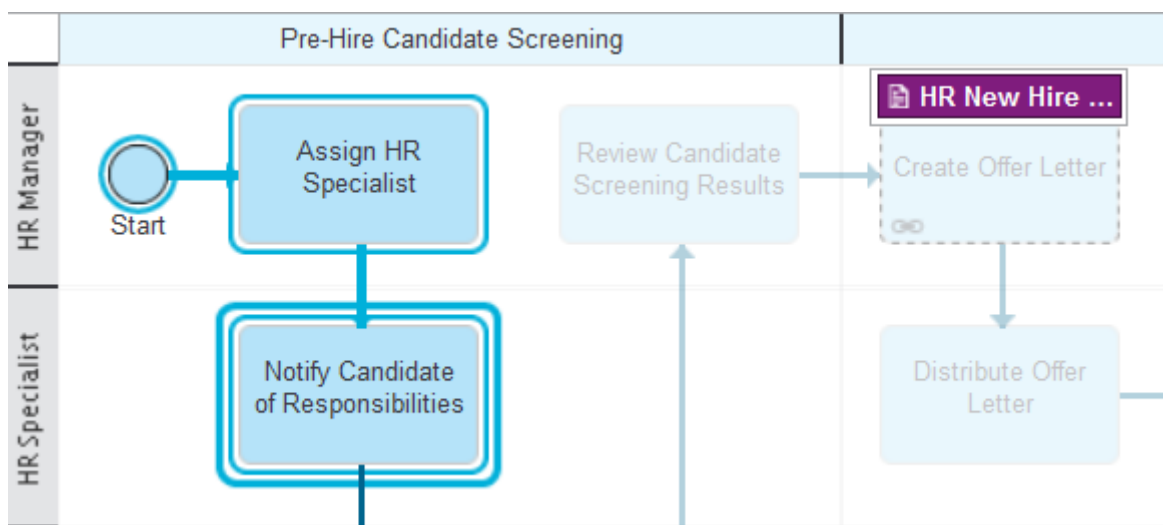 Pre-Hire Candidate Screening
HR Manager
Start
Assign HR
Specialist
Review Candidate
Screening Results
HR New Hire ...
Create Offer Letter
HR Specialist
Notify Candidate
of Responsibilities
Distribute Offer
Letter